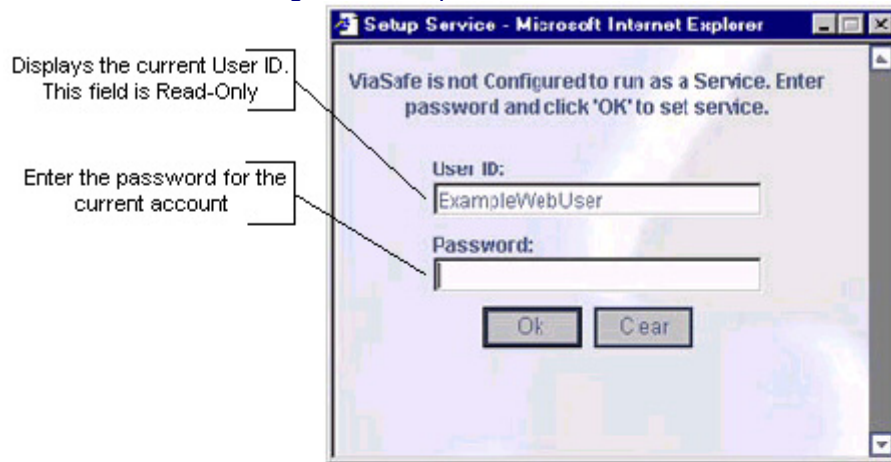 Setup Service - Microsoft Internet Explorer
Displays the current User ID.
This field is Read-Only
ViaSafe is not Configured to run as a Service. Enter
password and click 'OK' to set service.
User ID:
ExampleWebUser
Enter the password for the
current account
Password:
Ok
Clear